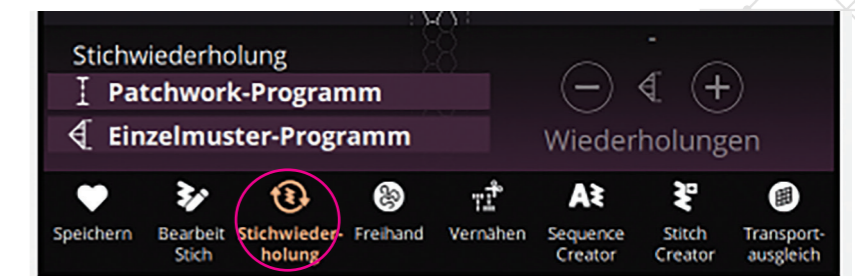 Stichwiederholung
-
Patchwork-Programm
Einzelmuster-Programm
Wiederholungen
Speichern
Bearbeit
Stich
Stichwieder-
holung
Freihand
Vernähen
Sequence
Creator
Stitch
Creator
Transport-
ausgleich